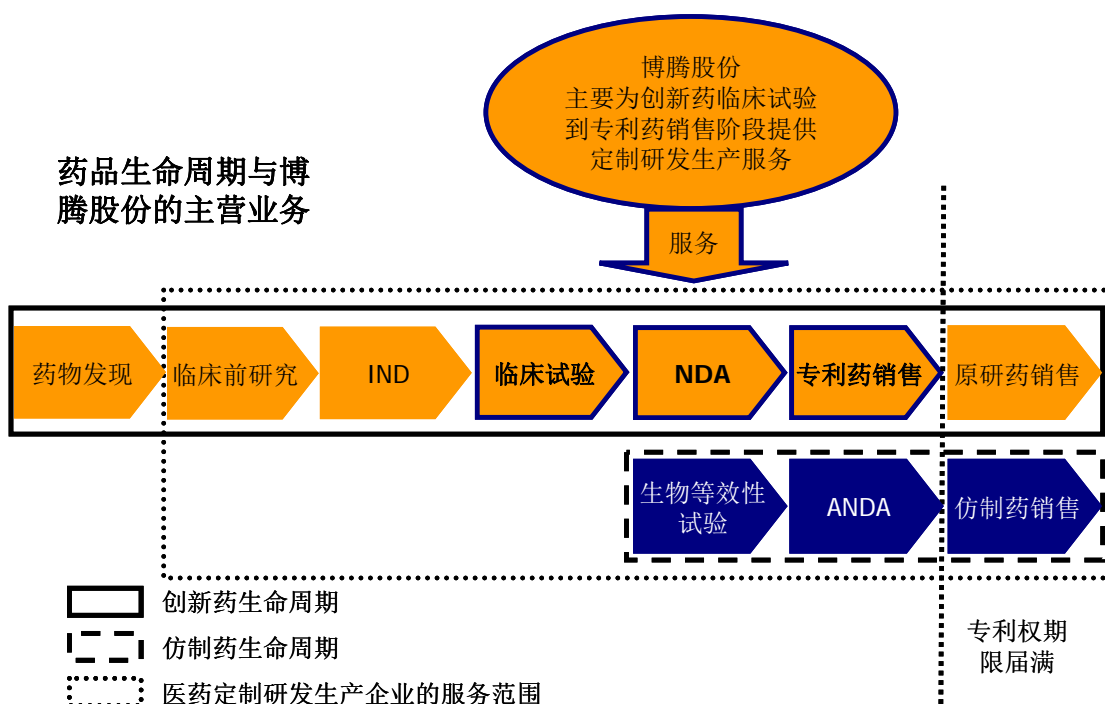 博腾股份
主要为创新药临床试验
到专利药销售阶段提供
定制研发生产服务
药品生命周期与博
腾股份的主营业务
服务
药物发现
临床前研究
IND
临床试验
NDA
专利药销售
原研药销售
生物等效性
试验
ANDA
仿制药销售
创新药生命周期
仿制药生命周期
医药定制研发生产企业的服务范围
专利权期
限届满